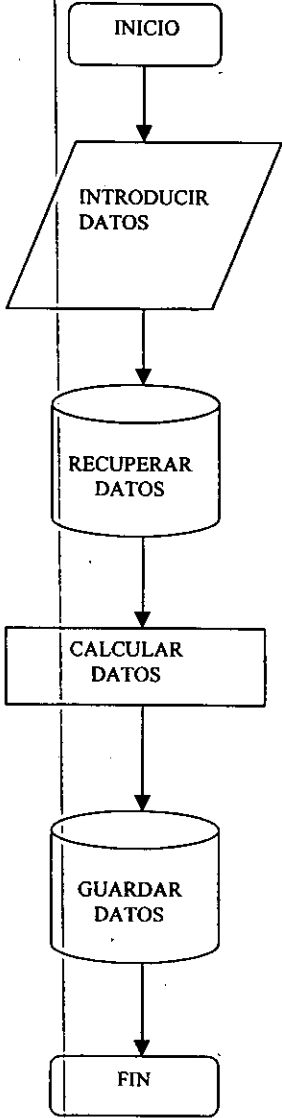 INICIO
INTRODUCIR
DATOS
RECUPERAR
DATOS
CALCULAR
DATOS
GUARDAR
DATOS
FIN